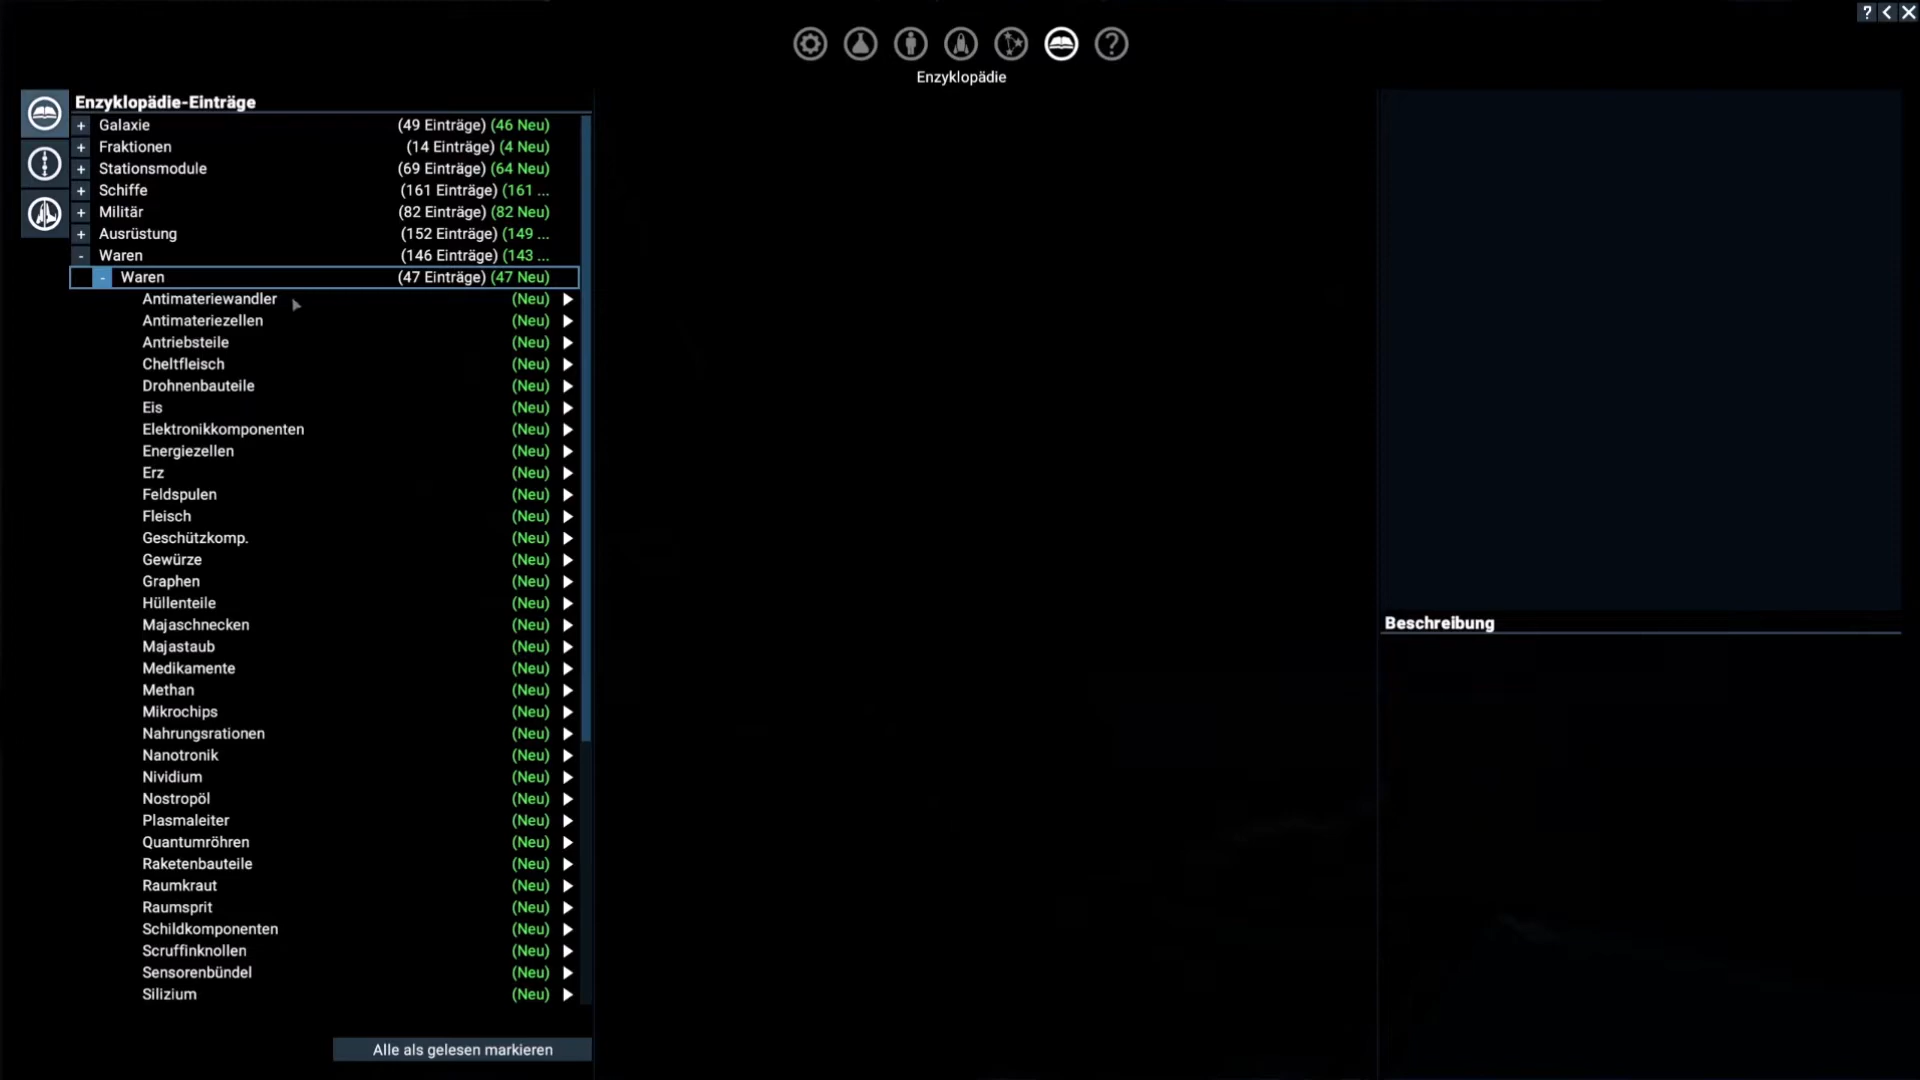 ? < X
?
Enzyklopädie
Enzyklopädie-Einträge
+ Galaxie (49 Einträge) (46 Neu)
+ Fraktionen (14 Einträge) (4 Neu)
+ Stationsmodule (69 Einträge) (64 Neu)
+ Schiffe (161 Einträge) (161 ...
+ Militär (82 Einträge) (82 Neu)
+ Ausrüstung (152 Einträge) (149 ...
- Waren (146 Einträge) (143 ...
- Waren (47 Einträge) (47 Neu)
Antimateriewandler (Neu)
Antimateriezellen (Neu)
Antriebsteile (Neu)
Cheltfleisch (Neu)
Drohnenbauteile (Neu)
Eis (Neu)
Elektronikkomponenten (Neu)
Energiezellen (Neu)
Erz (Neu)
Feldspulen (Neu)
Fleisch (Neu)
Geschützkomp. (Neu)
Gewürze (Neu)
Graphen (Neu)
Hüllenteile (Neu)
Majaschnecken (Neu)
Majastaub (Neu)
Medikamente (Neu)
Methan (Neu)
Mikrochips (Neu)
Nahrungsrationen (Neu)
Nanotronik (Neu)
Nividium (Neu)
Nostropöl (Neu)
Plasmaleiter (Neu)
Quantumröhren (Neu)
Raketenbauteile (Neu)
Raumkraut (Neu)
Raumsprit (Neu)
Schildkomponenten (Neu)
Scruffinknollen (Neu)
Sensorenbündel (Neu)
Silizium (Neu)
Alle als gelesen markieren
Beschreibung